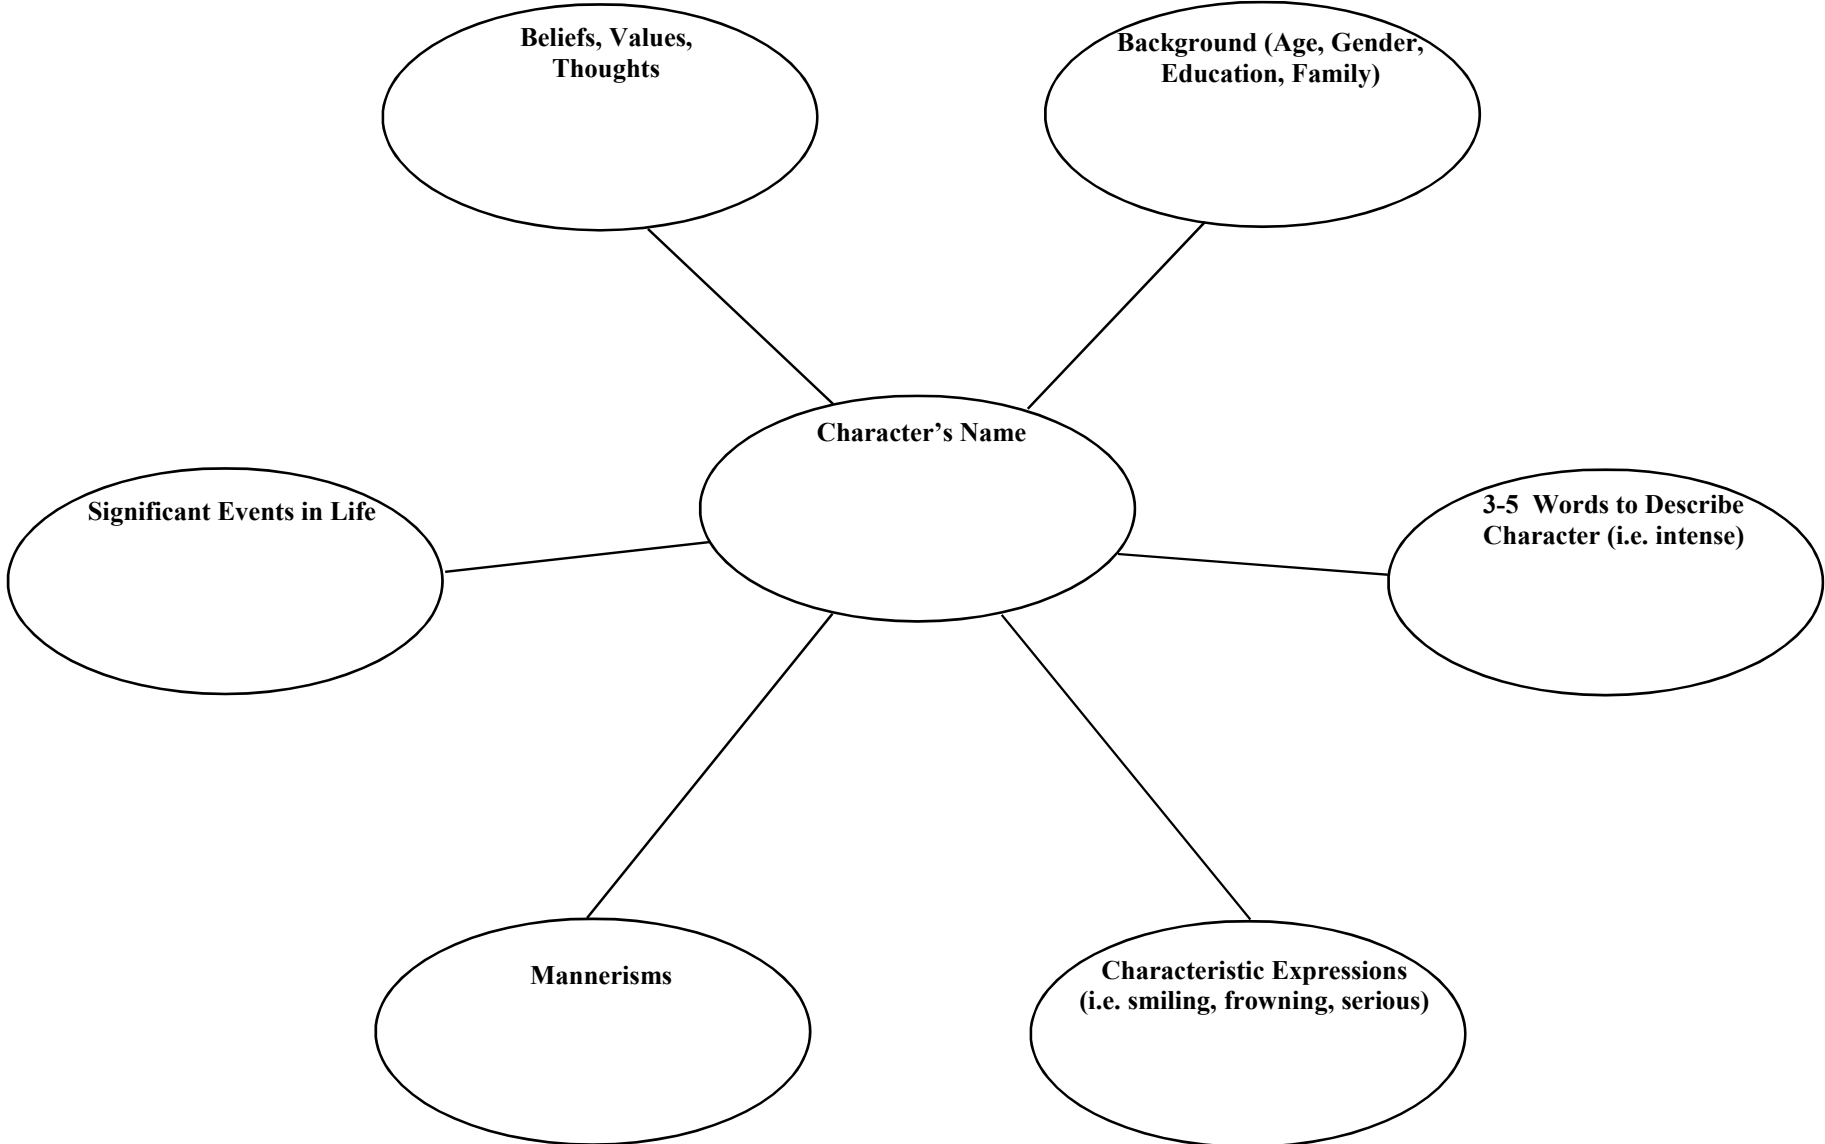 Beliefs, Values,
Thoughts
Background (Age, Gender,
Education, Family)
Character’s Name
Significant Events in Life
3-5  Words to Describe
Character (i.e. intense)
Mannerisms
Characteristic Expressions
(i.e. smiling, frowning, serious)